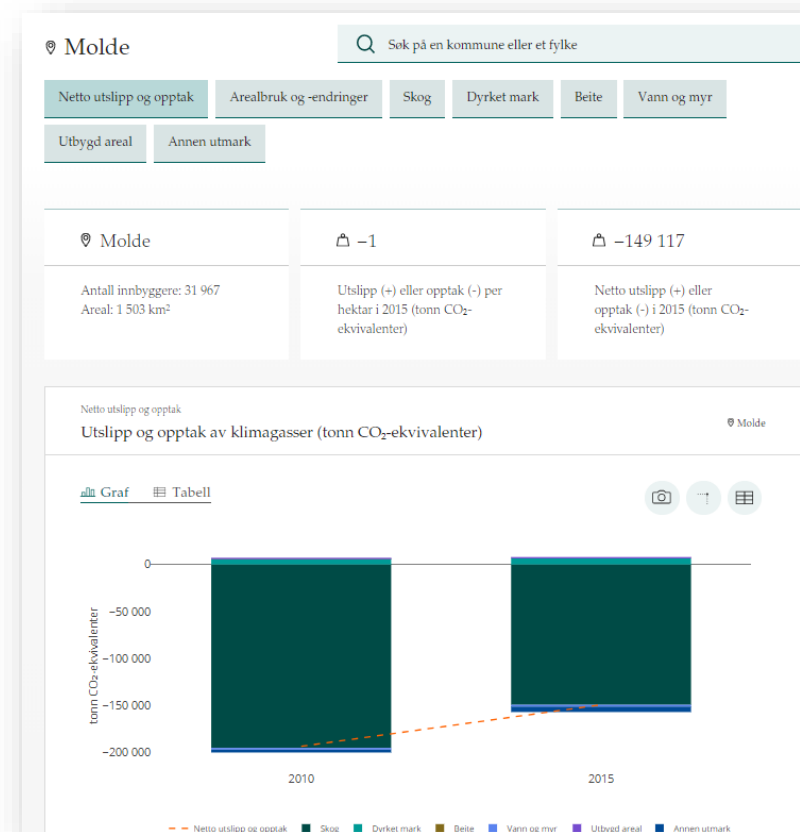 Molde
Søk på en kommune eller et fylke
Netto utslipp og opptak
Arealbruk og -endringer
Skog
Dyrket mark
Beite
Vann og myr
Utbygd areal
Annen utmark
Molde
Antall innbyggere: 31 967
Areal: 1 503 km²
−1
Utslipp (+) eller opptak (-) per
hektar i 2015 (tonn CO₂-
ekvivalenter)
−149 117
Netto utslipp (+) eller
opptak (-) i 2015 (tonn CO₂-
ekvivalenter)
Netto utslipp og opptak
Utslipp og opptak av klimagasser (tonn CO₂-ekvivalenter)
Molde
Graf
Tabell
tonn CO₂-ekvivalenter
0
−50 000
−100 000
−150 000
−200 000
2010
2015
Netto utslipp og opptak
Skog
Dyrket mark
Beite
Vann og myr
Utbygd areal
Annen utmark